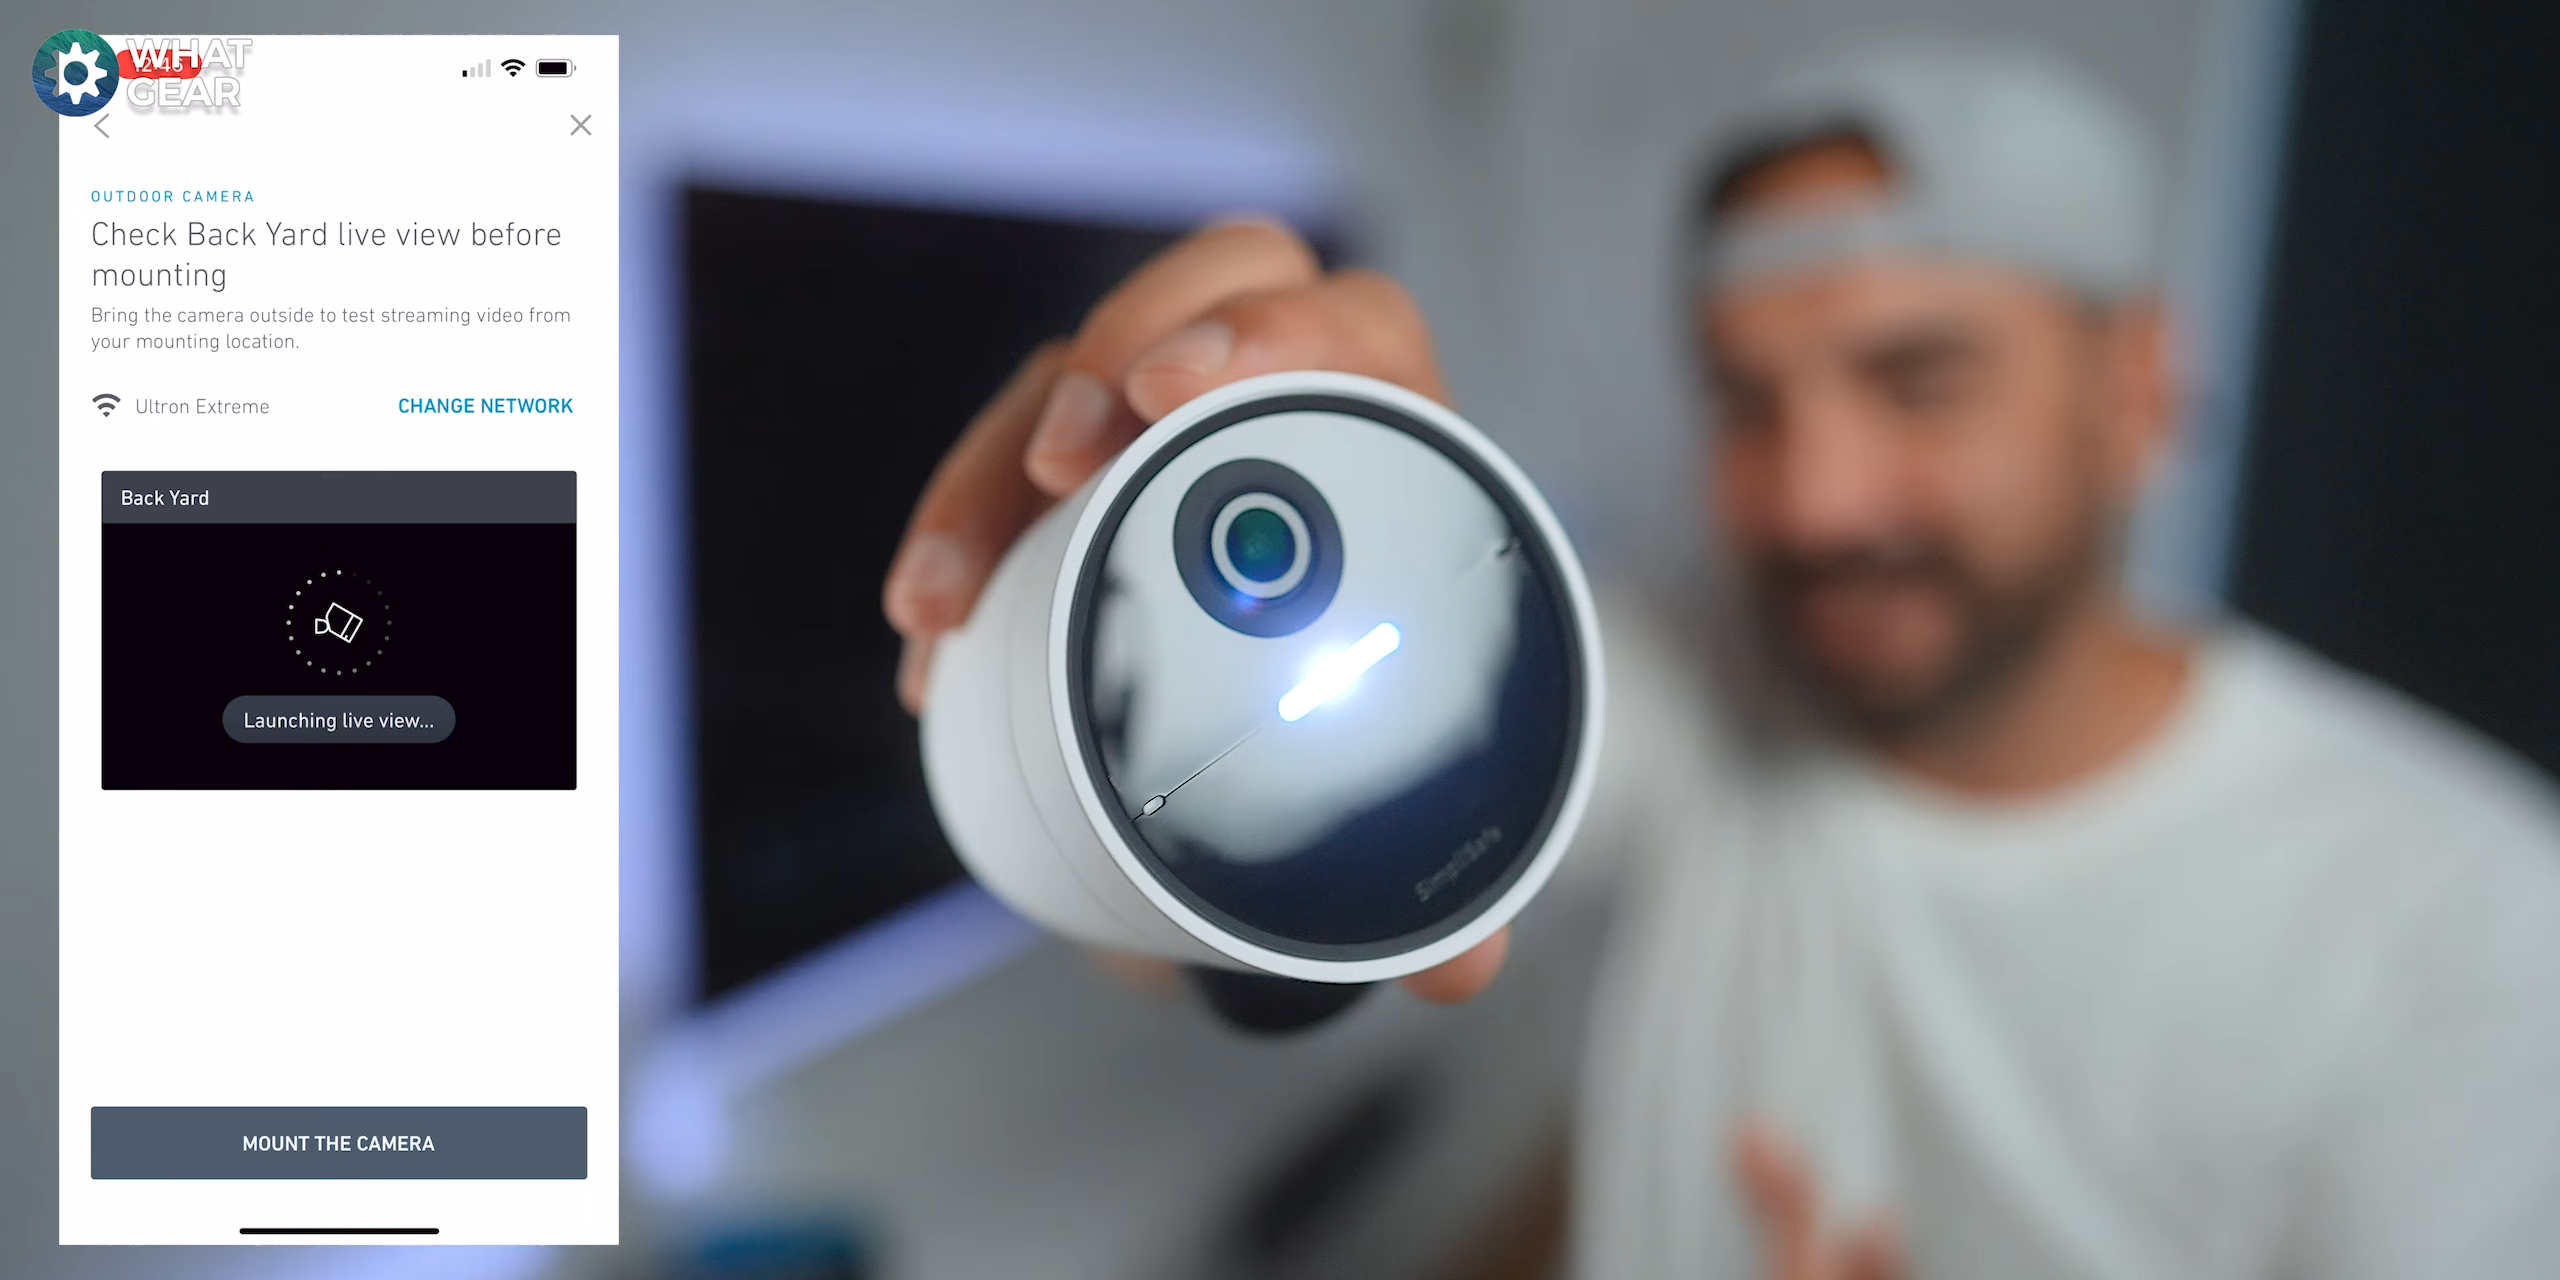 WHAT
GEAR
OUTDOOR CAMERA
Check Back Yard live view before
mounting
Bring the camera outside to test streaming video from
your mounting location.
Ultron Extreme
CHANGE NETWORK
Back Yard
Launching live view...
MOUNT THE CAMERA
SimpliSafe